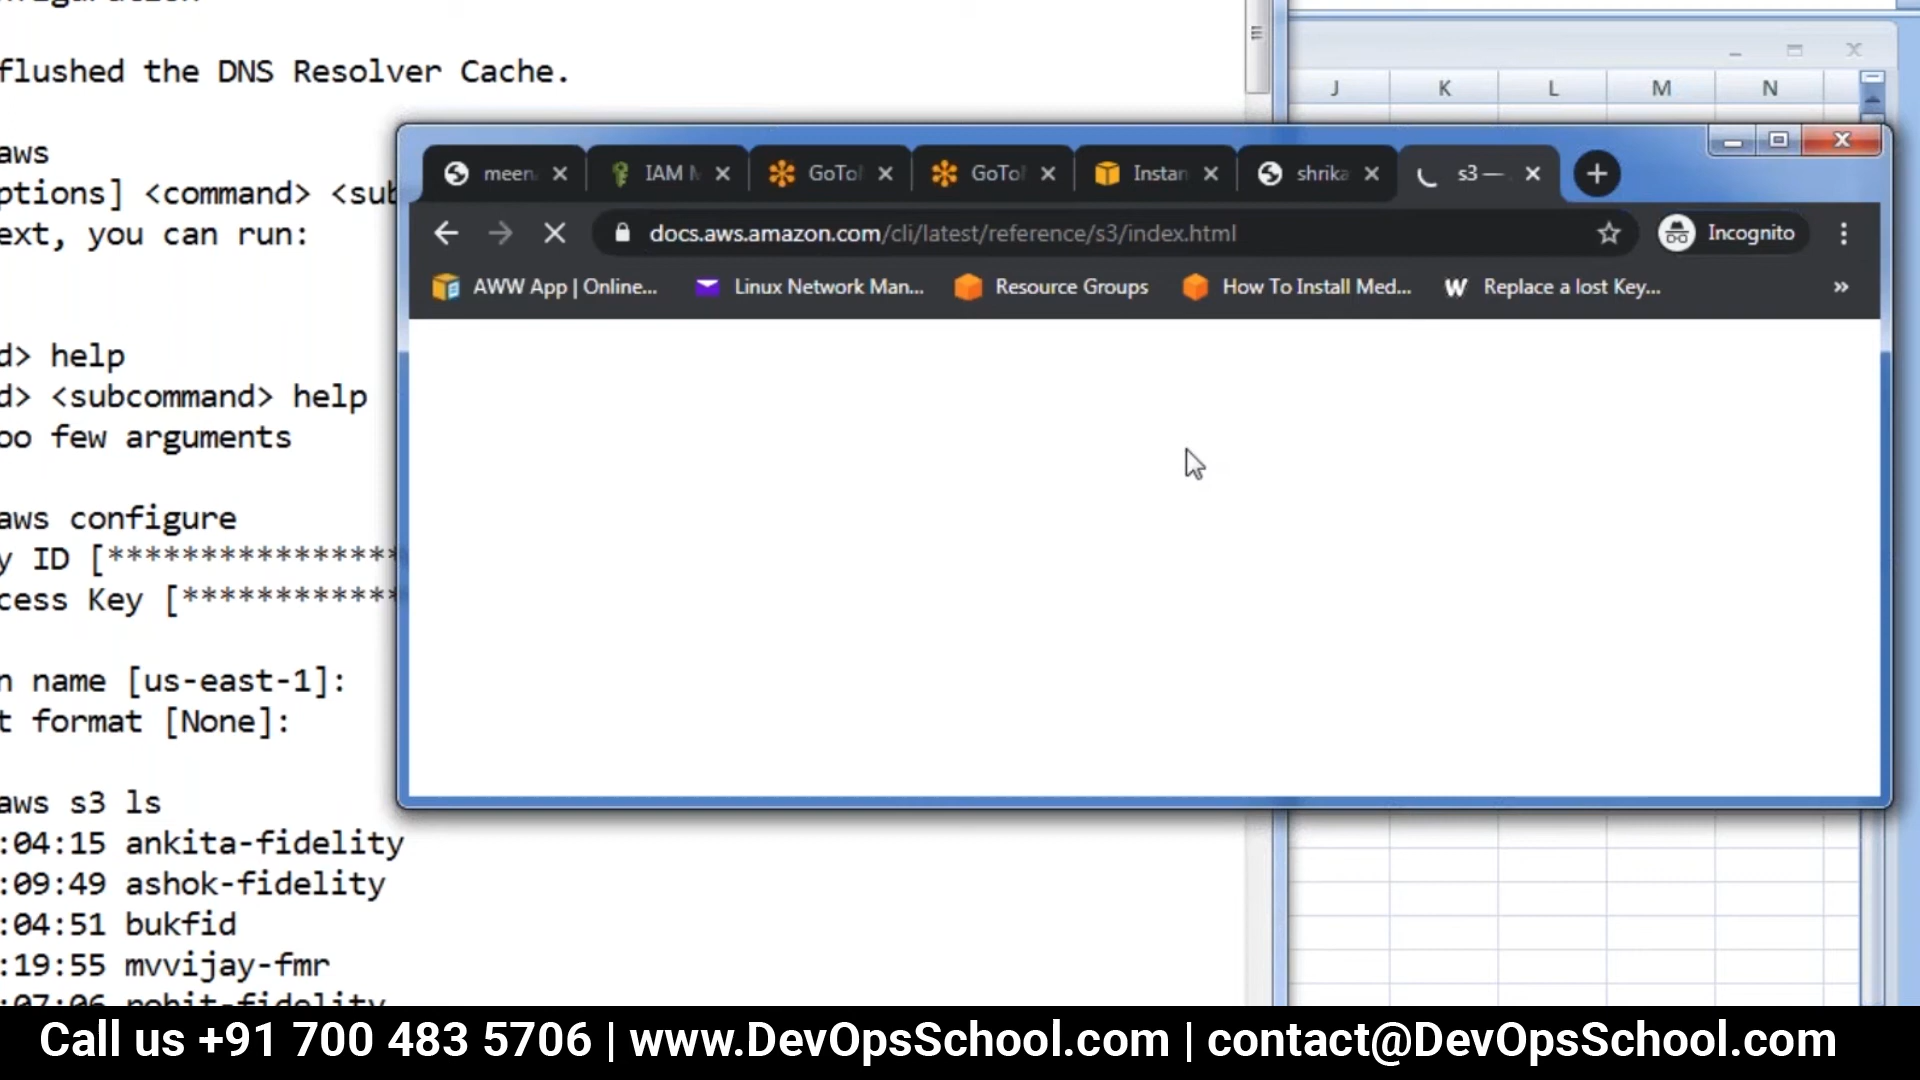 flushed the DNS Resolver Cache.
aws
ptions] <command> <sub
ext, you can run:
d> help
d> <subcommand> help
oo few arguments
aws configure
y ID [****************
cess Key [************
n name [us-east-1]:
t format [None]:
aws s3 ls
:04:15 ankita-fidelity
:09:49 ashok-fidelity
:04:51 bukfid
:19:55 mvvijay-fmr
:07:06 rohit-fidelity
J K L M N
meen IAM M GoTo GoTo Instan shrika s3 —
docs.aws.amazon.com/cli/latest/reference/s3/index.html
Incognito
AWW App | Online... Linux Network Man... Resource Groups How To Install Med... W Replace a lost Key... »
Call us +91 700 483 5706 | www.DevOpsSchool.com | contact@DevOpsSchool.com